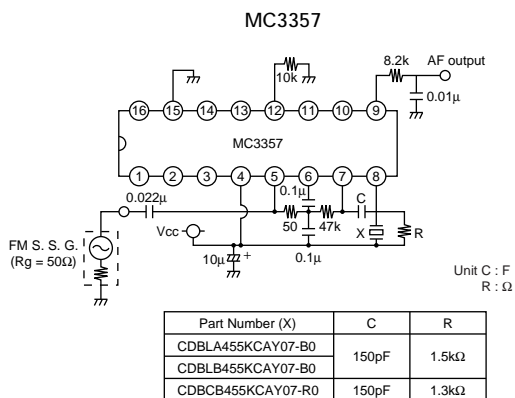 MC3357
8.2k
AF output
10k
0.01μ
16 15 14 13 12 11 10 9
MC3357
1 2 3 4 5 6 7 8
0.1μ
0.022μ
C
50 47k
X
R
Vcc
FM S. S. G.
(Rg = 50Ω)
10μ +
0.1μ
Unit C : F
R : Ω
Part Number (X) C R
CDBLA455KCAY07-B0
150pF 1.5kΩ
CDBLB455KCAY07-B0
CDBCB455KCAY07-R0 150pF 1.3kΩ